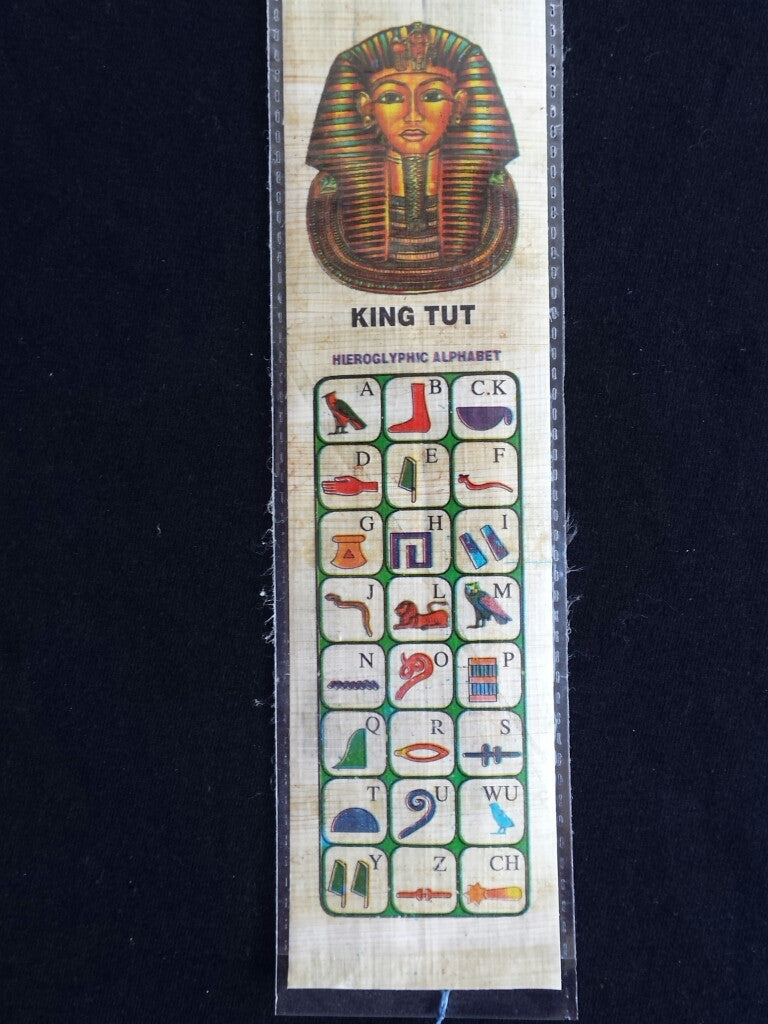 KING TUT
HIEROGLYPHIC ALPHABET
A B C.K
D E F
G H I
J L M
N O P
Q R S
T U WU
Y Z CH